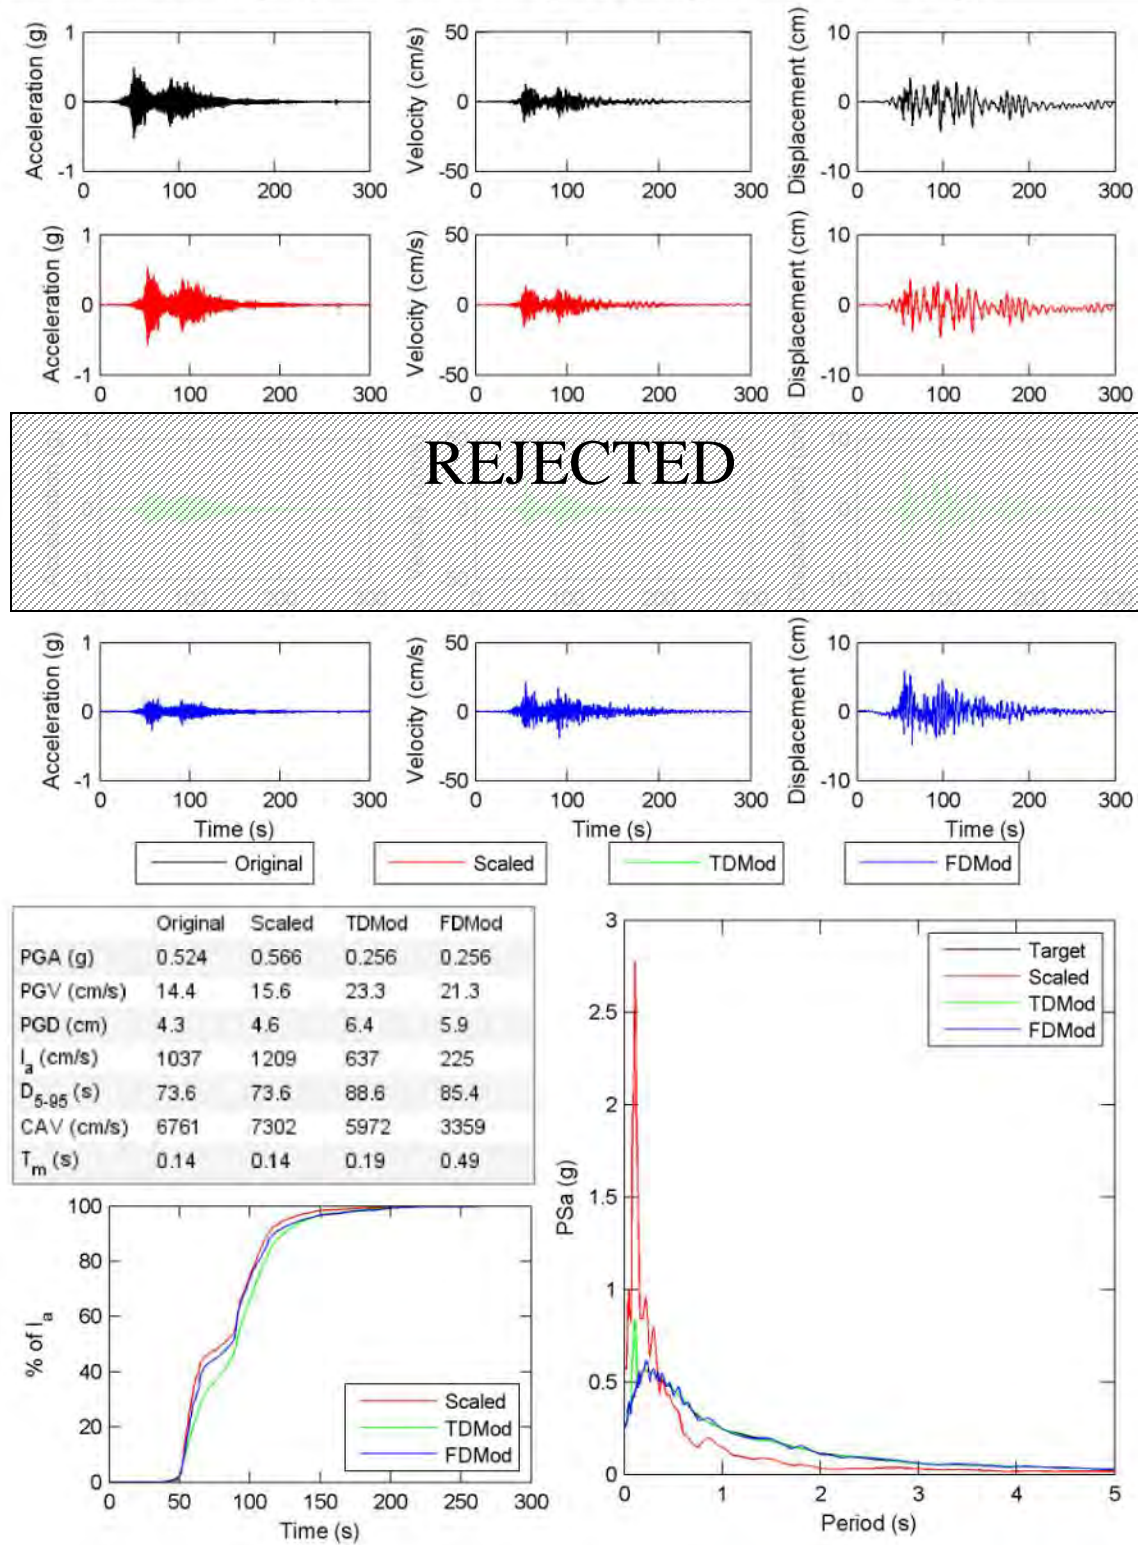 Acceleration (g)
1
0
-1
0 100 200 300
Velocity (cm/s)
50
0
-50
0 100 200 300
Displacement (cm)
10
0
-10
0 100 200 300
Acceleration (g)
1
0
-1
0 100 200 300
Velocity (cm/s)
50
0
-50
0 100 200 300
Displacement (cm)
10
0
-10
0 100 200 300
REJECTED
Acceleration (g)
1
0
-1
0 100 200 300
Time (s)
Velocity (cm/s)
50
0
-50
0 100 200 300
Time (s)
Displacement (cm)
10
0
-10
0 100 200 300
Time (s)
Original Scaled TDMod FDMod
Original Scaled TDMod FDMod
PGA (g) 0.524 0.566 0.256 0.256
PGV (cm/s) 14.4 15.6 23.3 21.3
PGD (cm) 4.3 4.6 6.4 5.9
Ia (cm/s) 1037 1209 637 225
D5-95 (s) 73.6 73.6 88.6 85.4
CAV (cm/s) 6761 7302 5972 3359
Tm (s) 0.14 0.14 0.19 0.49
% of Ia
100
80
60
40
20
0
0 50 100 150 200 250 300
Time (s)
Scaled
TDMod
FDMod
PSa (g)
3
2.5
2
1.5
1
0.5
0
0 1 2 3 4 5
Period (s)
Target
Scaled
TDMod
FDMod